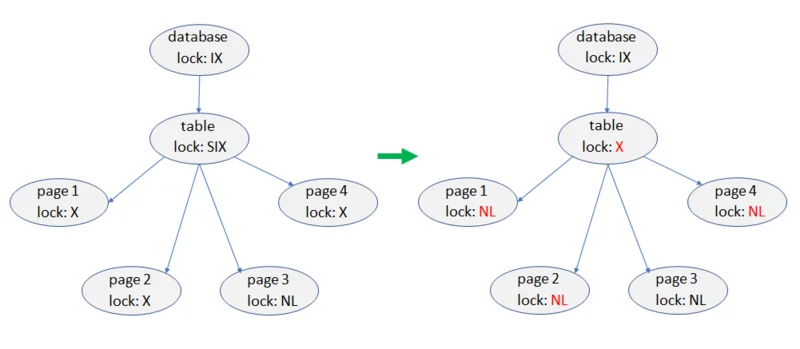 database
lock: IX
table
lock: SIX
page 1
lock: X
page 4
lock: X
page 2
lock: X
page 3
lock: NL
database
lock: IX
table
lock: X
page 1
lock: NL
page 4
lock: NL
page 2
lock: NL
page 3
lock: NL